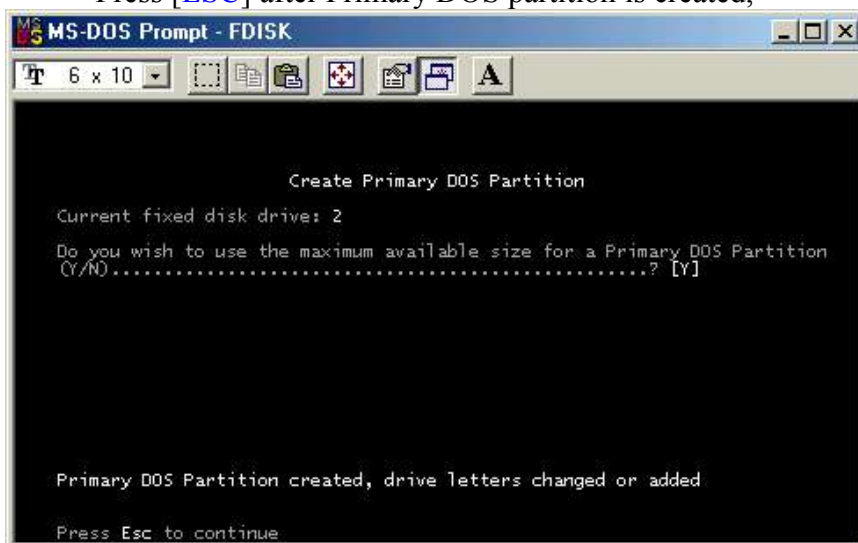 Press [ESC] after Primary DOS partition is created,
MS-DOS Prompt - FDISK
6 x 10
A
Create Primary DOS Partition
Current fixed disk drive: 2
Do you wish to use the maximum available size for a Primary DOS Partition
(Y/N).....................................................? [Y]
Primary DOS Partition created, drive letters changed or added
Press Esc to continue